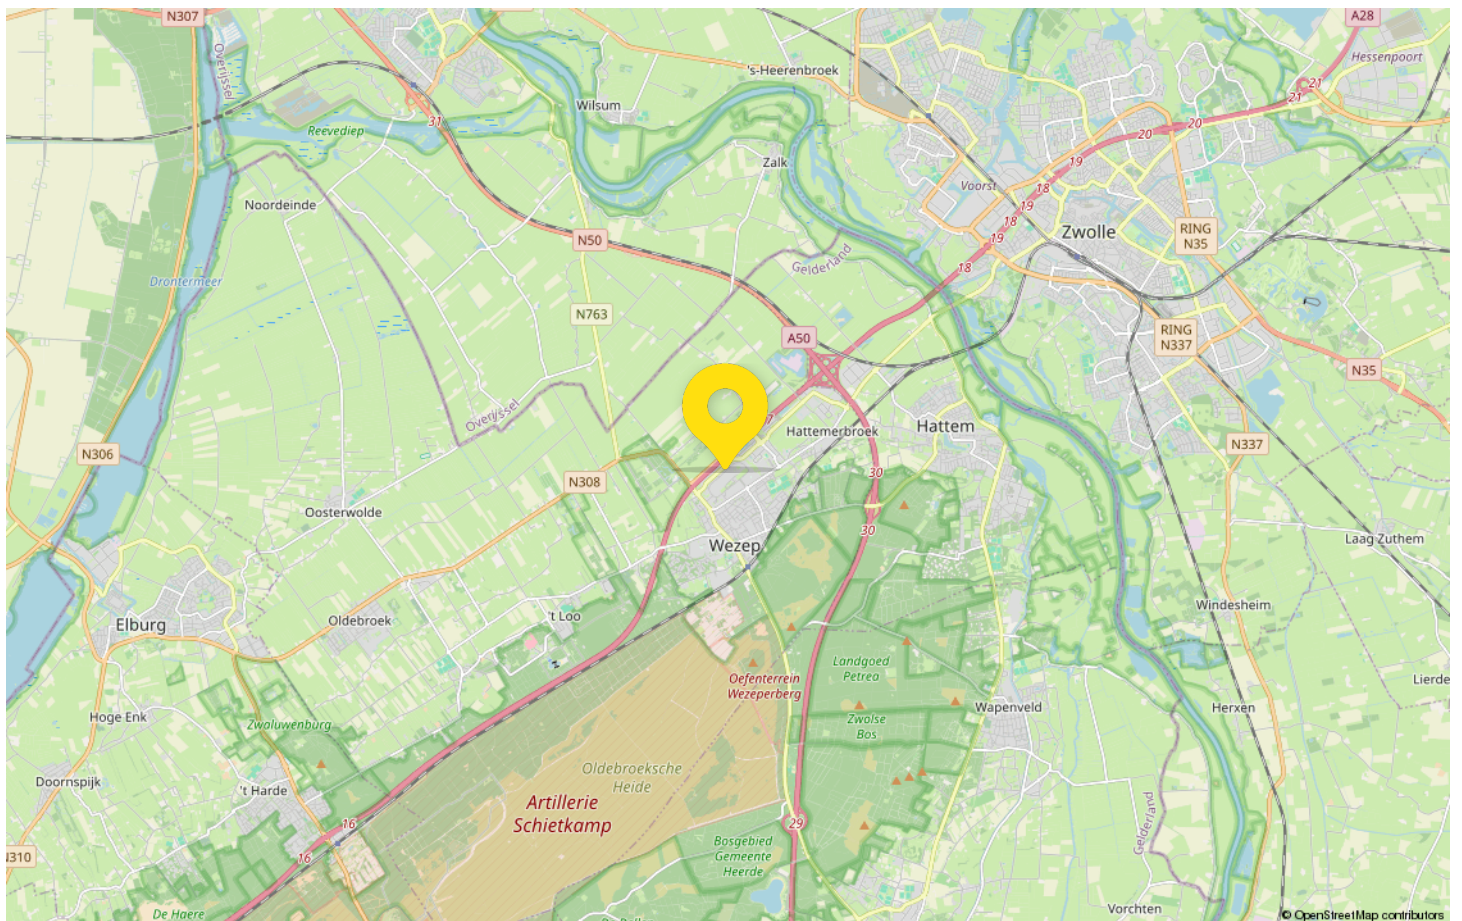 N307
A28
Hessenpoort
's-Heerenbroek
21
21
Overijssel
Wilsum
31
Reevediep
20
20
Zalk
19
Voorst
18
Noordeinde
19
18
Zwolle
RING
N35
19
N50
Gelderland
18
Drontermeer
N763
A50
RING
N337
N35
Overijssel
Hattemerbroek
Hattem
N306
N337
N308
30
Oosterwolde
30
Wezep
Laag Zuthem
't Loo
Windesheim
Elburg
Oldebroek
Landgoed
Petrea
Oefenterrein
Wezeperberg
Lierde
Hoge Enk
Zwaluwenburg
Zwolse
Bos
Wapenveld
Herxen
Oldebroeksche
Heide
Doornspijk
't Harde
Artillerie
Schietkamp
16
29
Gelderland
16
N310
Bosgebied
Gemeente
Heerde
De Haere
Vorchten
© OpenStreetMap contributors